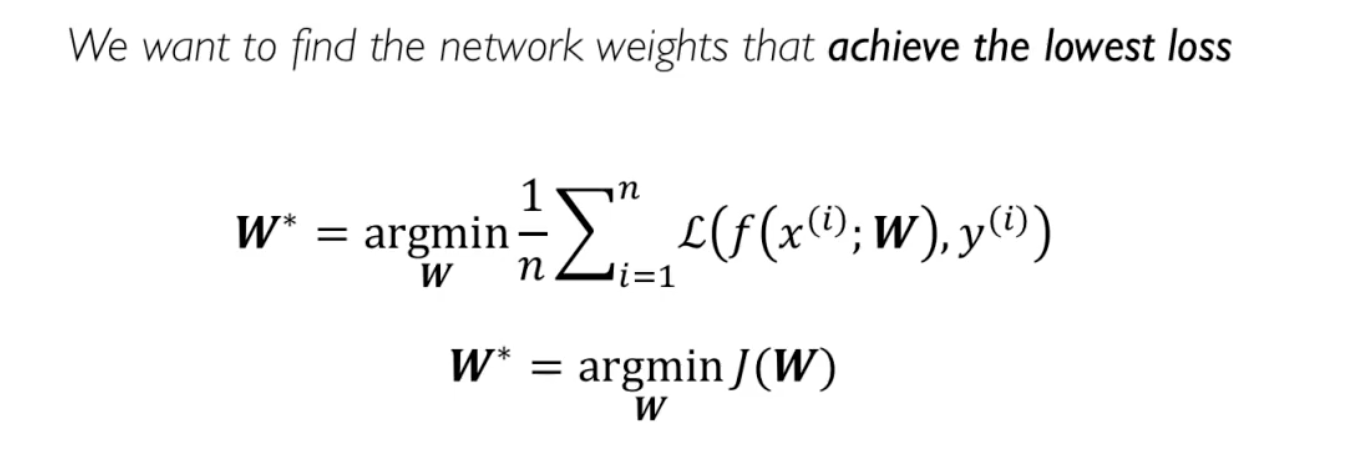 We want to find the network weights that achieve the lowest loss
W* = argmin_W 1/n ∑_{i=1}^{n} ℒ(f(x^{(i)}; W), y^{(i)})
W* = argmin_W J(W)